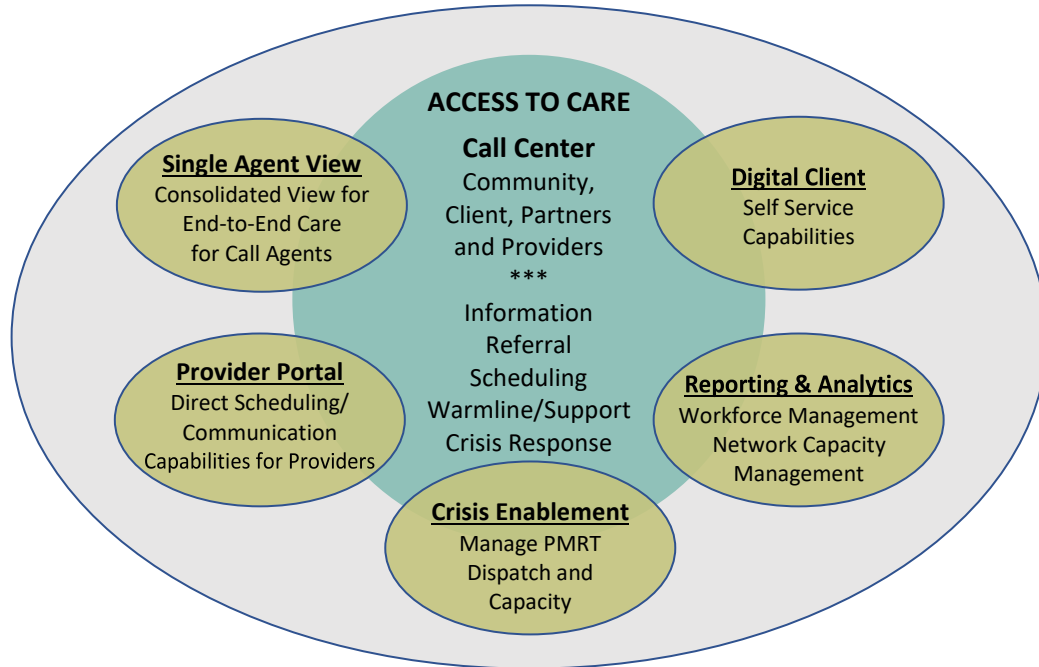 ACCESS TO CARE
Call Center
Community,
Client, Partners
and Providers
***
Information
Referral
Scheduling
Warmline/Support
Crisis Response
Single Agent View
Consolidated View for
End-to-End Care
for Call Agents
Digital Client
Self Service
Capabilities
Provider Portal
Direct Scheduling/
Communication
Capabilities for Providers
Reporting & Analytics
Workforce Management
Network Capacity
Management
Crisis Enablement
Manage PMRT
Dispatch and
Capacity